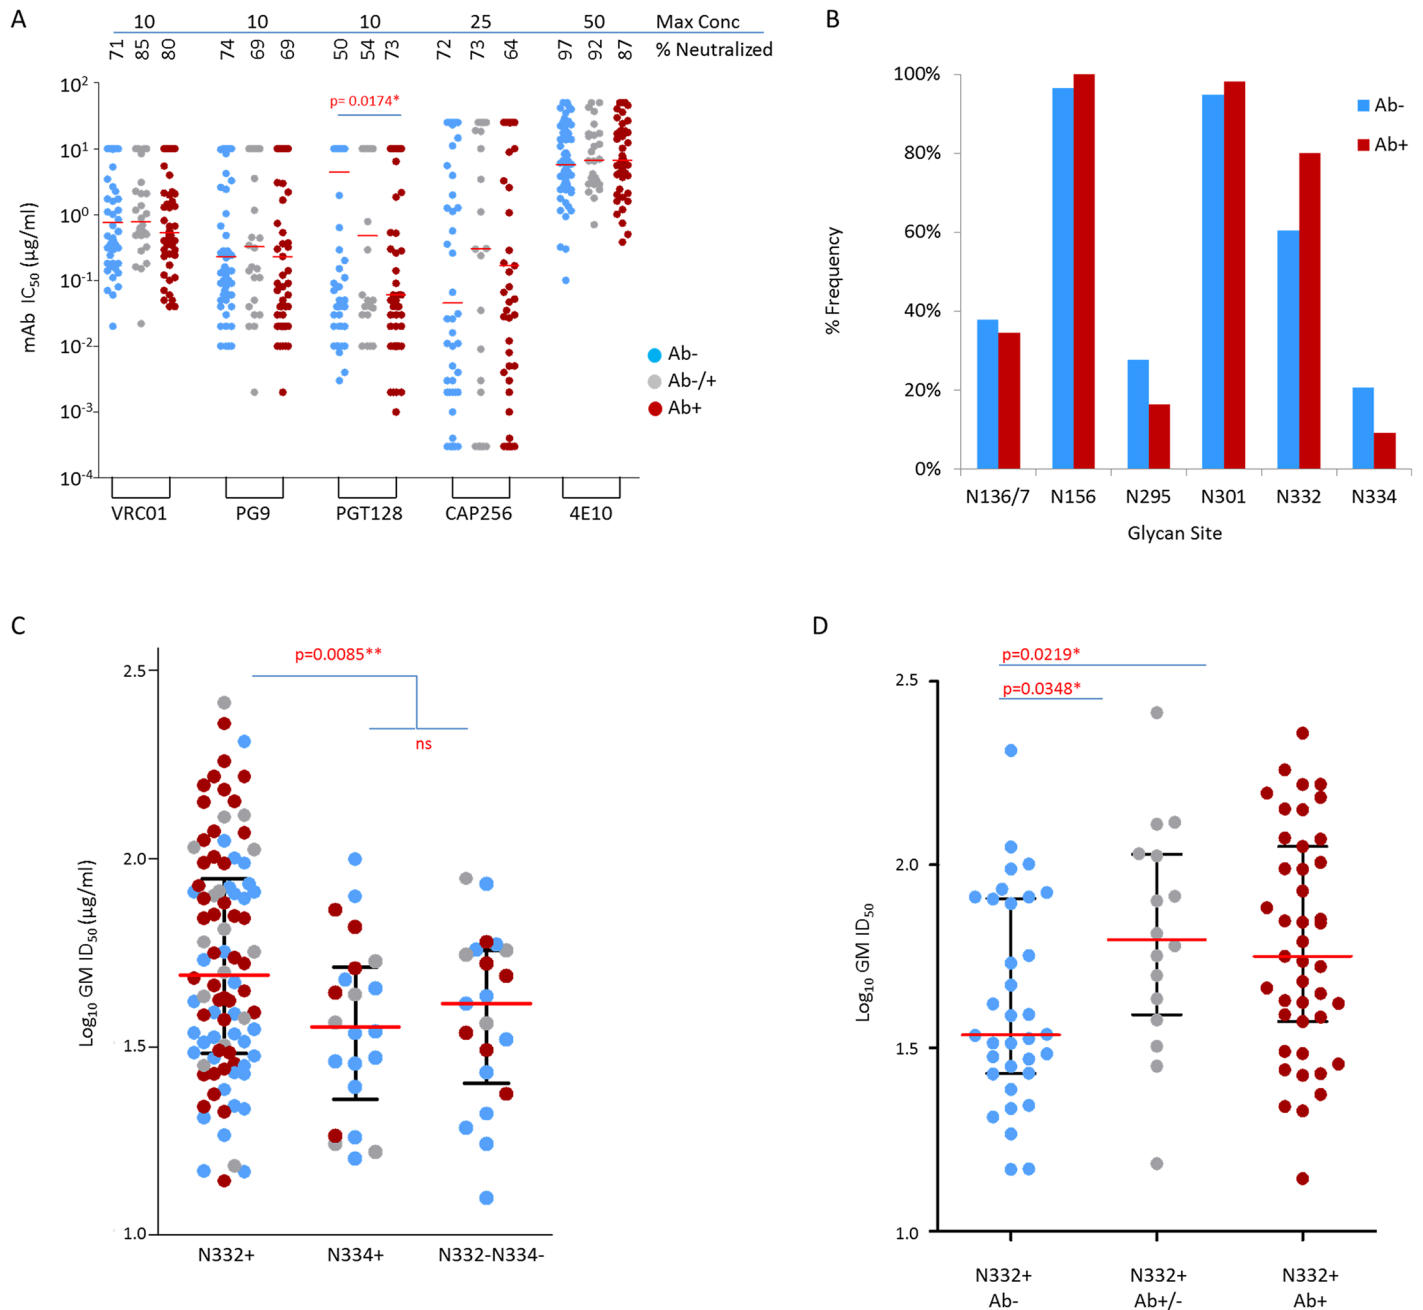 A
10 10 10 25 50 Max Conc
71 85 80 74 69 69 50 54 73 72 73 64 97 92 87 % Neutralized
p= 0.0174*
mAb IC50 (µg/ml)
10²
10¹
10⁰
10⁻¹
10⁻²
10⁻³
10⁻⁴
VRC01 PG9 PGT128 CAP256 4E10
Ab-
Ab-/+
Ab+
B
% Frequency
100%
80%
60%
40%
20%
0%
N136/7 N156 N295 N301 N332 N334
Glycan Site
Ab-
Ab+
C
p=0.0085**
ns
Log10 GM ID50 (µg/ml)
2.5
2.0
1.5
1.0
N332+ N334+ N332-N334-
D
p=0.0219*
p=0.0348*
Log10 GM ID50
2.5
2.0
1.5
1.0
N332+ N332+ N332+
Ab- Ab+/- Ab+